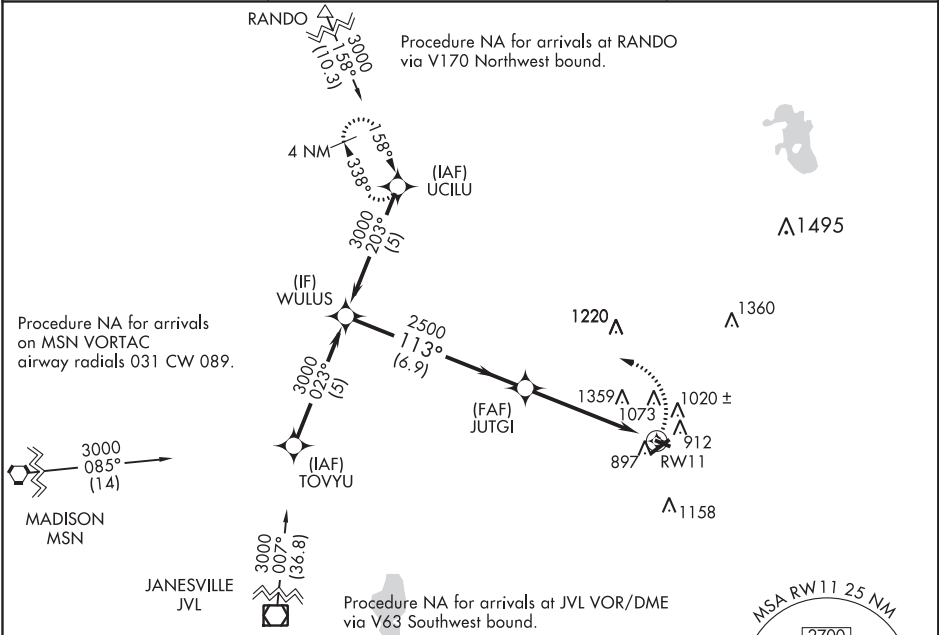 RANDO
3000
158°
(10.3)
Procedure NA for arrivals at RANDO
via V170 Northwest bound.
4 NM
158°
338°
(IAF)
UCILU
3000
203°
(5)
1495
(IF)
WULUS
Procedure NA for arrivals
on MSN VORTAC
airway radials 031 CW 089.
2500
113°
(6.9)
1220
1360
3000
023°
(5)
(FAF)
JUTGI
1359
1073
1020 ±
912
897
RW11
3000
085°
(14)
(IAF)
TOVYU
MADISON
MSN
1158
3000
007°
(36.8)
JANESVILLE
JVL
Procedure NA for arrivals at JVL VOR/DME
via V63 Southwest bound.
MSA RW11 25 NM
2700